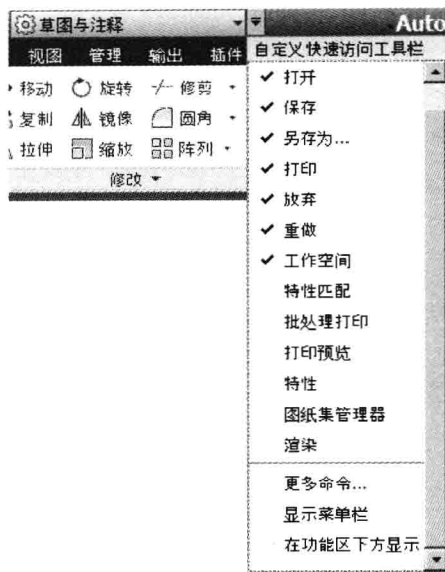 草图与注释
Auto
视图 管理 输出 插件
自定义快速访问工具栏
移动 旋转 修剪
复制 镜像 圆角
拉伸 缩放 阵列
修改
打开
保存
另存为...
打印
放弃
重做
工作空间
特性匹配
批处理打印
打印预览
特性
图纸集管理器
渲染
更多命令...
显示菜单栏
在功能区下方显示